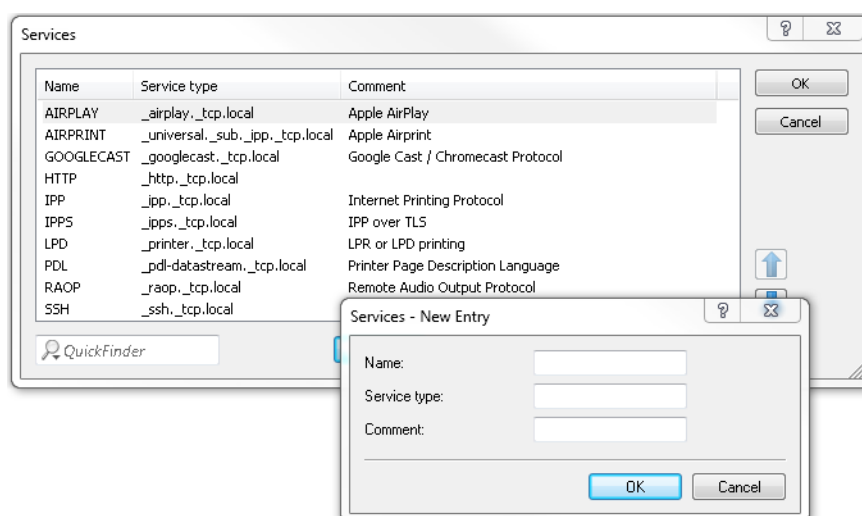 Services
Name Service type Comment
AIRPLAY _airplay._tcp.local Apple AirPlay
AIRPRINT _universal._sub._ipp._tcp.local Apple Airprint
GOOGLECAST _googlecast._tcp.local Google Cast / Chromecast Protocol
HTTP _http._tcp.local
IPP _ipp._tcp.local Internet Printing Protocol
IPPS _ipps._tcp.local IPP over TLS
LPD _printer._tcp.local LPR or LPD printing
PDL _pdl-datastream._tcp.local Printer Page Description Language
RAOP _raop._tcp.local Remote Audio Output Protocol
SSH _ssh._tcp.local
OK
Cancel
QuickFinder
Services - New Entry
Name:
Service type:
Comment:
OK Cancel